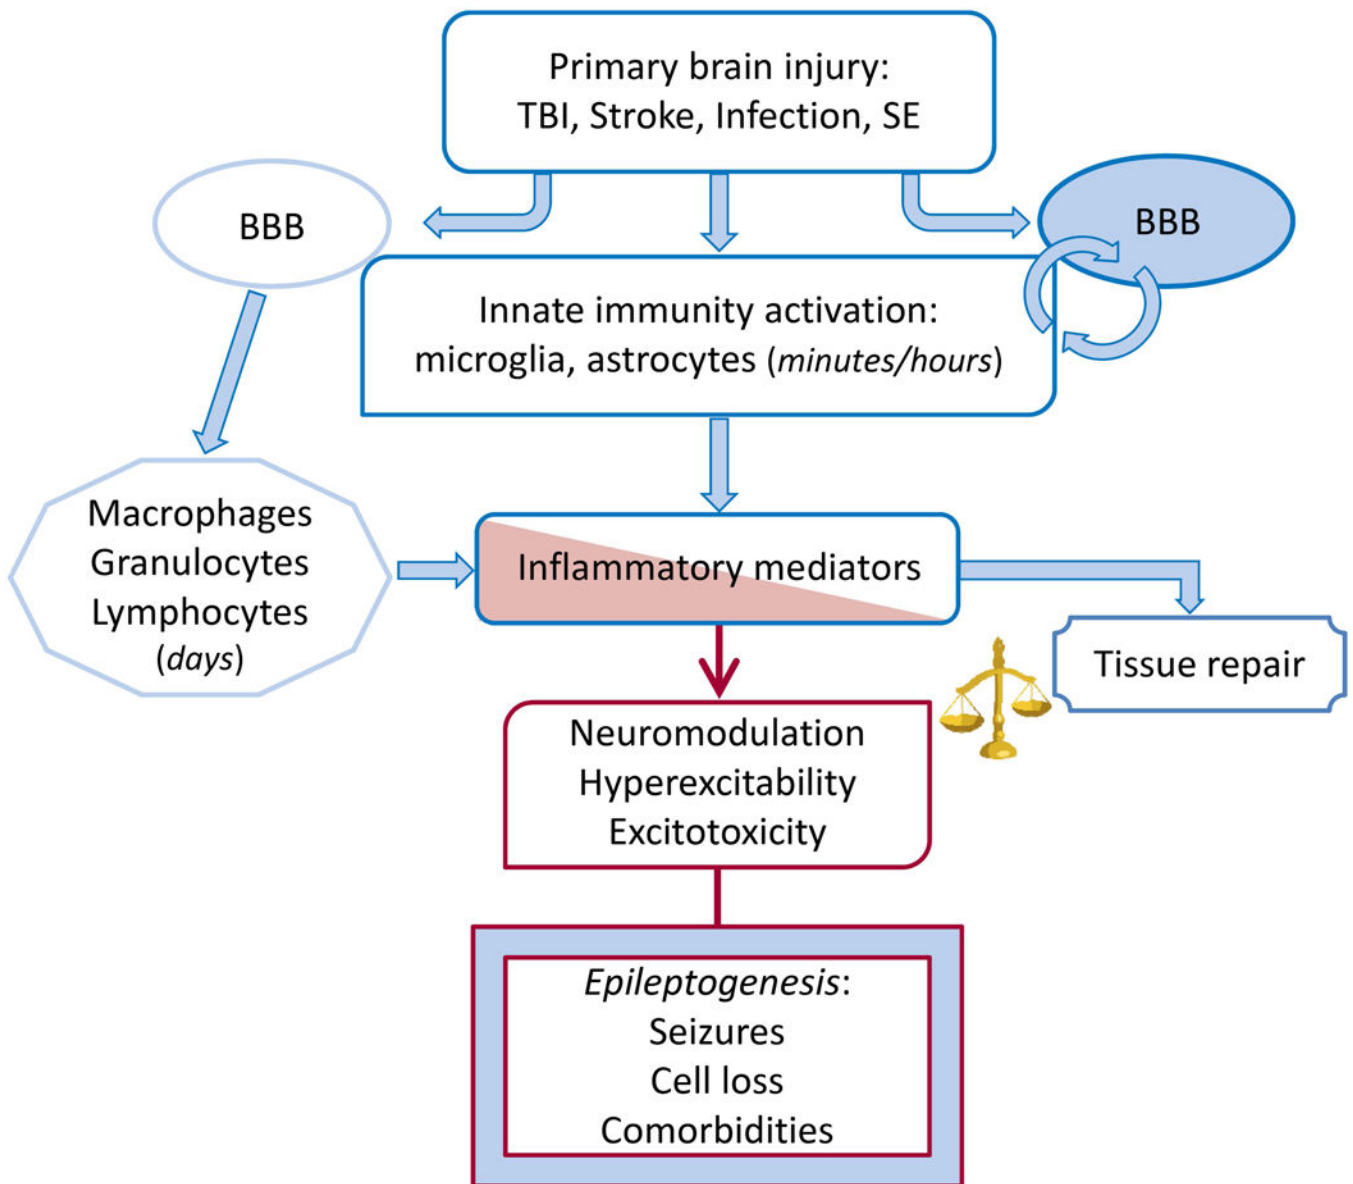 Primary brain injury:
TBI, Stroke, Infection, SE
BBB
BBB
Innate immunity activation:
microglia, astrocytes (minutes/hours)
Macrophages
Granulocytes
Lymphocytes
(days)
Inflammatory mediators
Tissue repair
Neuromodulation
Hyperexcitability
Excitotoxicity
Epileptogenesis:
Seizures
Cell loss
Comorbidities